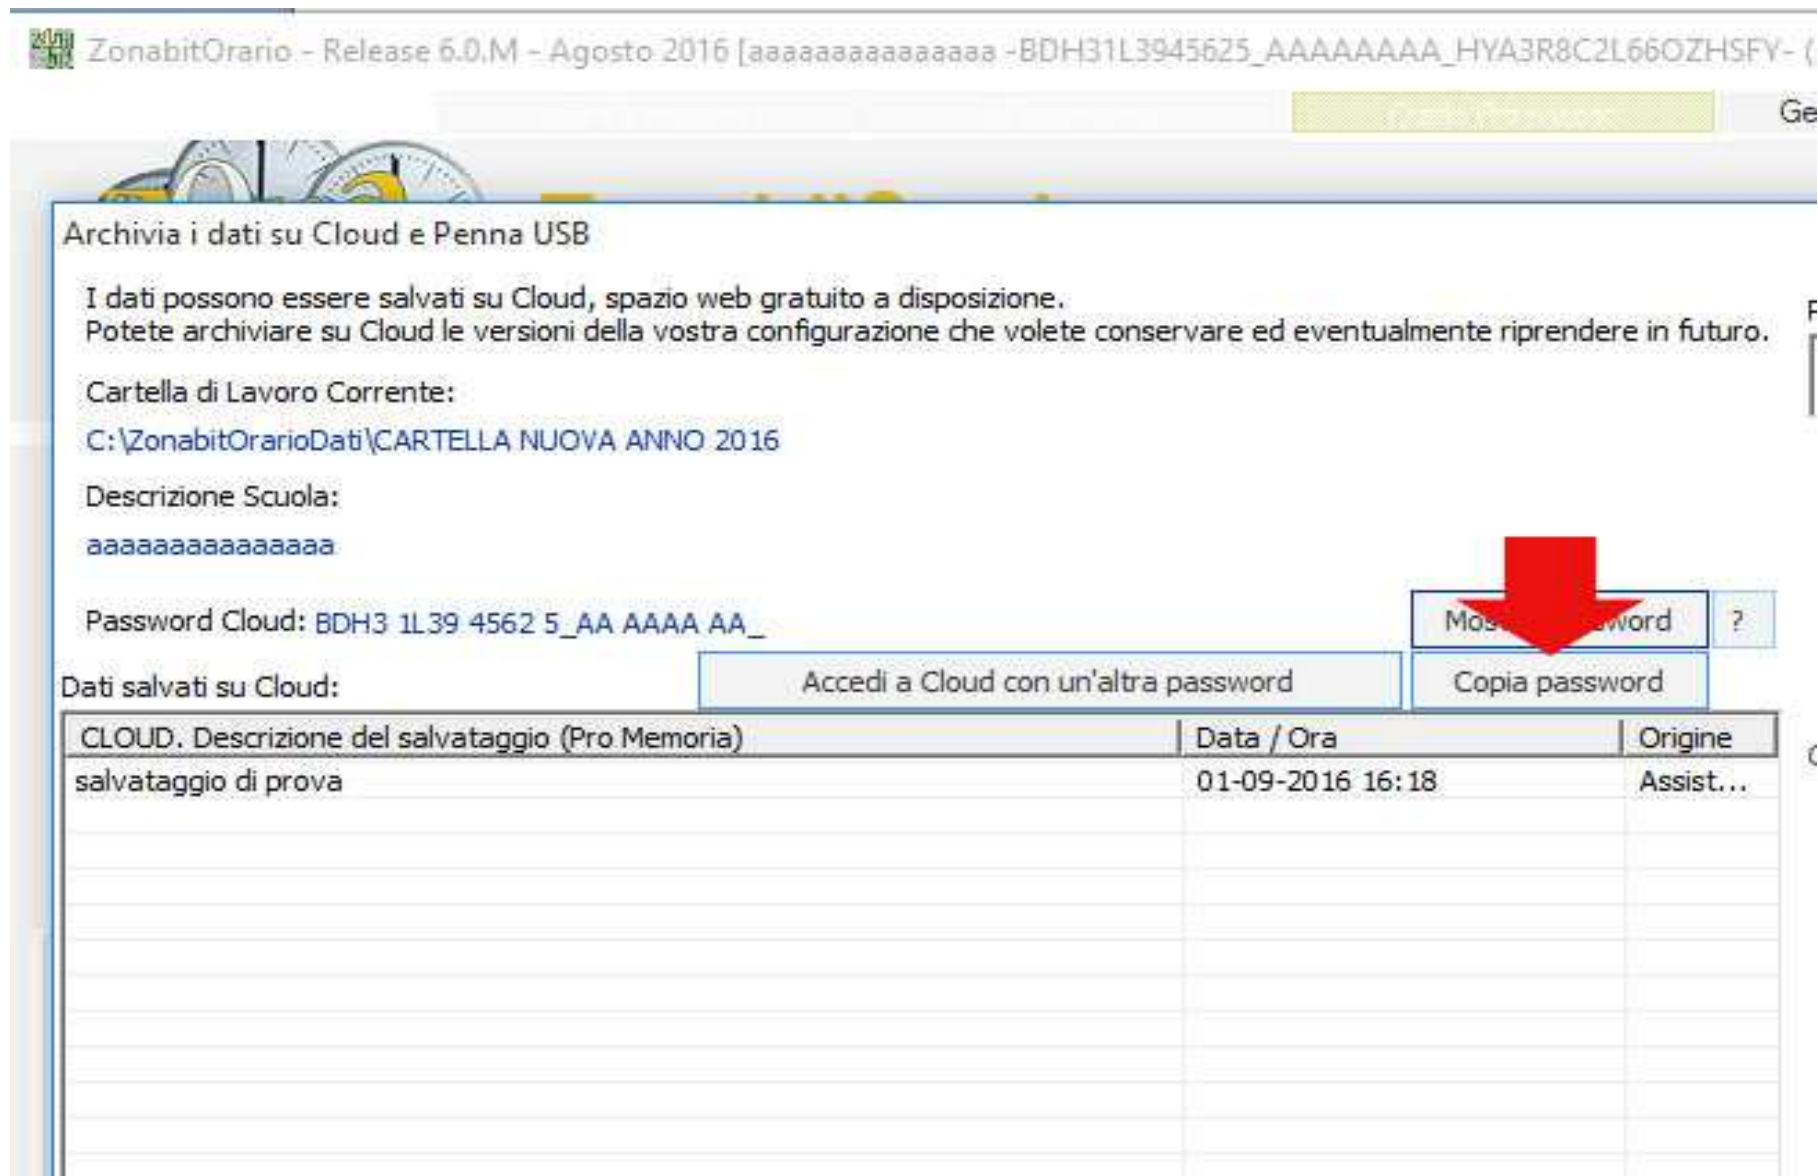 ZonabitOrario - Release 6.0.M - Agosto 2016 [aaaaaaaaaaaaaaa -BDH31L3945625_AAAAAAAA_HYA3R8C2L66OZHSFY- (
Ge
Archivia i dati su Cloud e Penna USB
I dati possono essere salvati su Cloud, spazio web gratuito a disposizione.
Potete archiviare su Cloud le versioni della vostra configurazione che volete conservare ed eventualmente riprendere in futuro.
Cartella di Lavoro Corrente:
C:\ZonabitOrarioDati\CARTELLA NUOVA ANNO 2016
Descrizione Scuola:
aaaaaaaaaaaaaaa
Password Cloud: BDH3 1L39 4562 5_AA AAAA AA_
?
Dati salvati su Cloud:
Accedi a Cloud con un'altra password
Copia password
CLOUD. Descrizione del salvataggio (Pro Memoria) Data / Ora Origine
salvataggio di prova 01-09-2016 16:18 Assist...